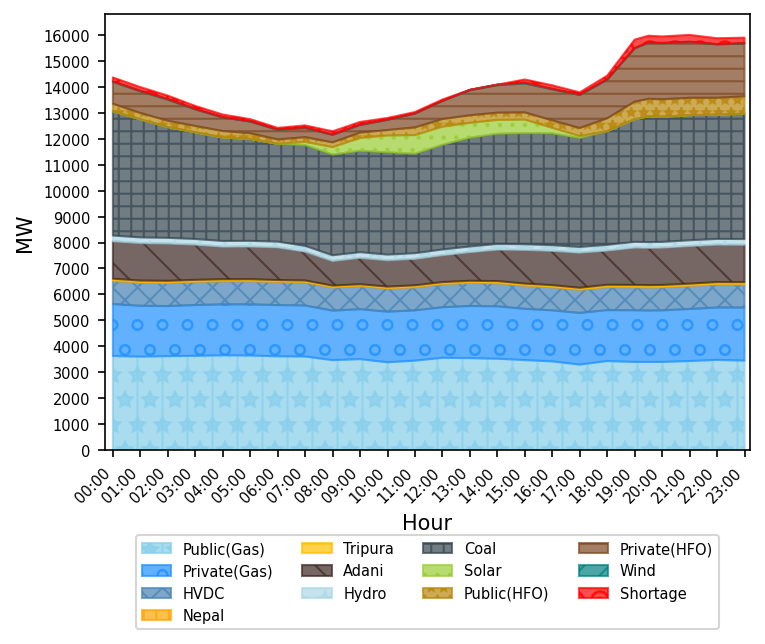 16000
15000
14000
13000
12000
11000
10000
9000
8000
7000
6000
5000
4000
3000
2000
1000
0
MW
00:00
01:00
02:00
03:00
04:00
05:00
06:00
07:00
08:00
09:00
10:00
11:00
12:00
13:00
14:00
15:00
16:00
17:00
18:00
19:00
20:00
21:00
22:00
23:00
Hour
Public(Gas)
Private(Gas)
HVDC
Nepal
Tripura
Adani
Hydro
Coal
Solar
Public(HFO)
Private(HFO)
Wind
Shortage